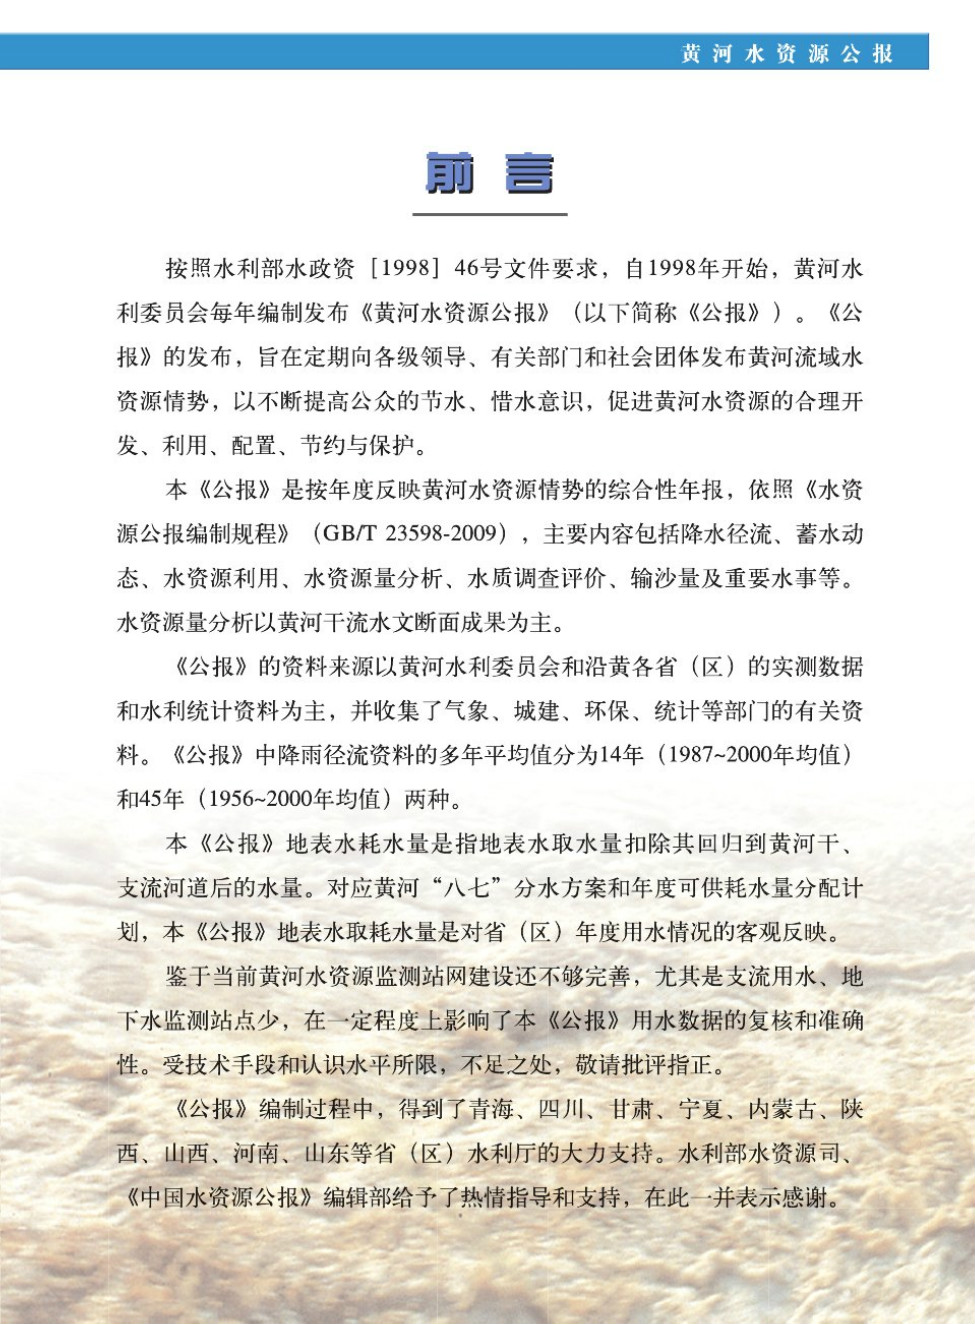 黄河水资源公报
前言
按照水利部水政资［1998］46号文件要求，自1998年开始，黄河水
利委员会每年编制发布《黄河水资源公报》（以下简称《公报》）。《公
报》的发布，旨在定期向各级领导、有关部门和社会团体发布黄河流域水
资源情势，以不断提高公众的节水、惜水意识，促进黄河水资源的合理开
发、利用、配置、节约与保护。
本《公报》是按年度反映黄河水资源情势的综合性年报，依照《水资
源公报编制规程》（GB/T 23598-2009），主要内容包括降水径流、蓄水动
态、水资源利用、水资源量分析、水质调查评价、输沙量及重要水事等。
水资源量分析以黄河干流水文断面成果为主。
《公报》的资料来源以黄河水利委员会和沿黄各省（区）的实测数据
和水利统计资料为主，并收集了气象、城建、环保、统计等部门的有关资
料。《公报》中降雨径流资料的多年平均值分为14年（1987~2000年均值）
和45年（1956~2000年均值）两种。
本《公报》地表水耗水量是指地表水取水量扣除其回归到黄河干、
支流河道后的水量。对应黄河“八七”分水方案和年度可供耗水量分配计
划，本《公报》地表水取耗水量是对省（区）年度用水情况的客观反映。
鉴于当前黄河水资源监测站网建设还不够完善，尤其是支流用水、地
下水监测站点少，在一定程度上影响了本《公报》用水数据的复核和准确
性。受技术手段和认识水平所限，不足之处，敬请批评指正。
《公报》编制过程中，得到了青海、四川、甘肃、宁夏、内蒙古、陕
西、山西、河南、山东等省（区）水利厅的大力支持。水利部水资源司、
《中国水资源公报》编辑部给予了热情指导和支持，在此一并表示感谢。